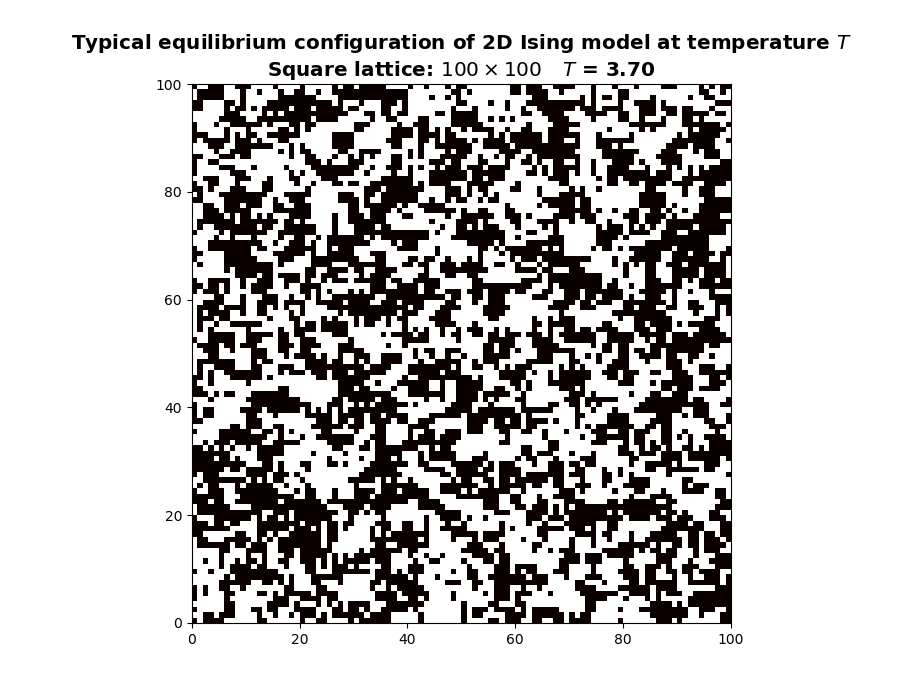 Typical equilibrium configuration of 2D Ising model at temperature T
Square lattice: 100 × 100 T = 3.70
100
80
60
40
20
0
0 20 40 60 80 100